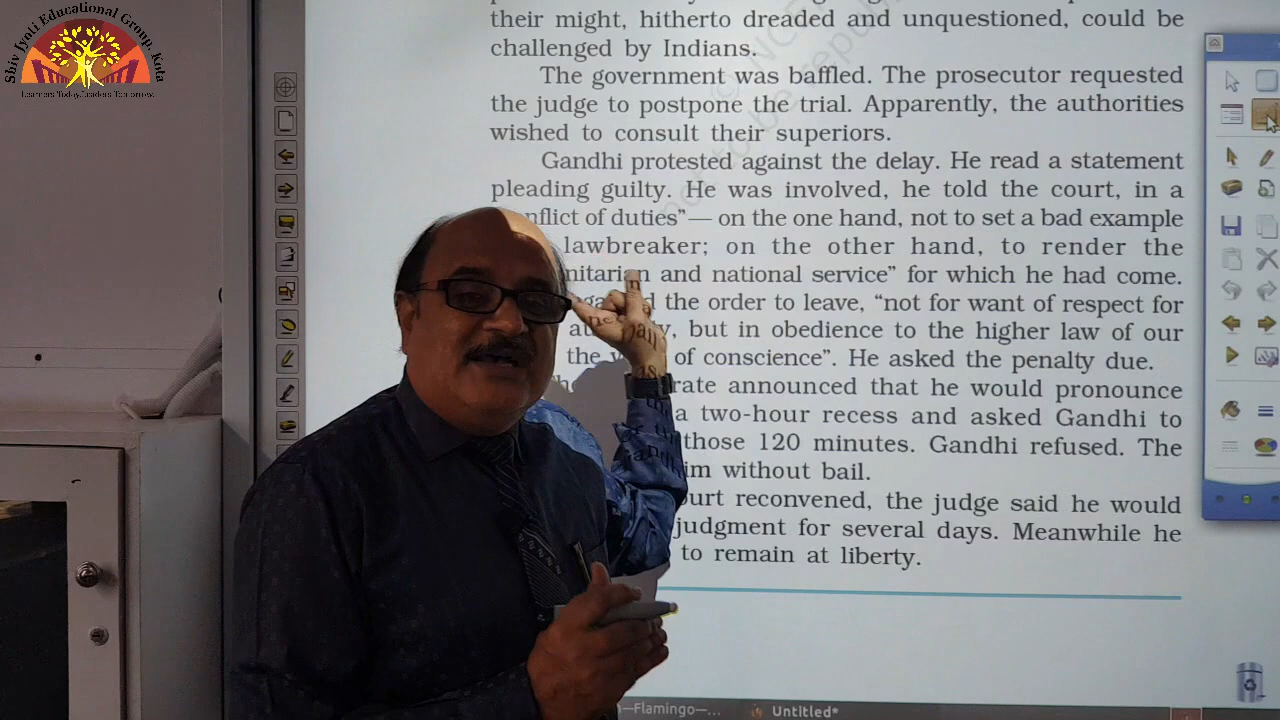 Shiv Jyoti Educational Group, Kota
Learners Today, Leaders Tomorrow.
their might, hitherto dreaded and unquestioned, could be
challenged by Indians.
The government was baffled. The prosecutor requested
the judge to postpone the trial. Apparently, the authorities
wished to consult their superiors.
Gandhi protested against the delay. He read a statement
pleading guilty. He was involved, he told the court, in a
nflict of duties”— on the one hand, not to set a bad example
lawbreaker; on the other hand, to render the
nitarian and national service” for which he had come.
the order to leave, “not for want of respect for
but in obedience to the higher law of our
the of conscience”. He asked the penalty due.
rate announced that he would pronounce
a two-hour recess and asked Gandhi to
those 120 minutes. Gandhi refused. The
im without bail.
urt reconvened, the judge said he would
judgment for several days. Meanwhile he
to remain at liberty.
—Flamingo—...
Untitled*